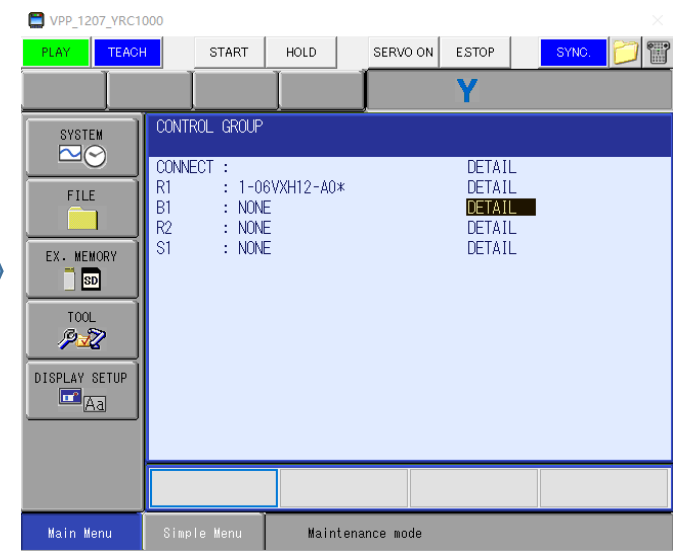 VPP_1207_YRC1000
PLAY TEACH START HOLD SERVO ON E.STOP SYNC.
Y
SYSTEM
FILE
EX. MEMORY
SD
TOOL
DISPLAY SETUP
Aa
CONTROL GROUP
CONNECT : DETAIL
R1 : 1-06VXH12-A0* DETAIL
B1 : NONE DETAIL
R2 : NONE DETAIL
S1 : NONE DETAIL
Main Menu Simple Menu Maintenance mode